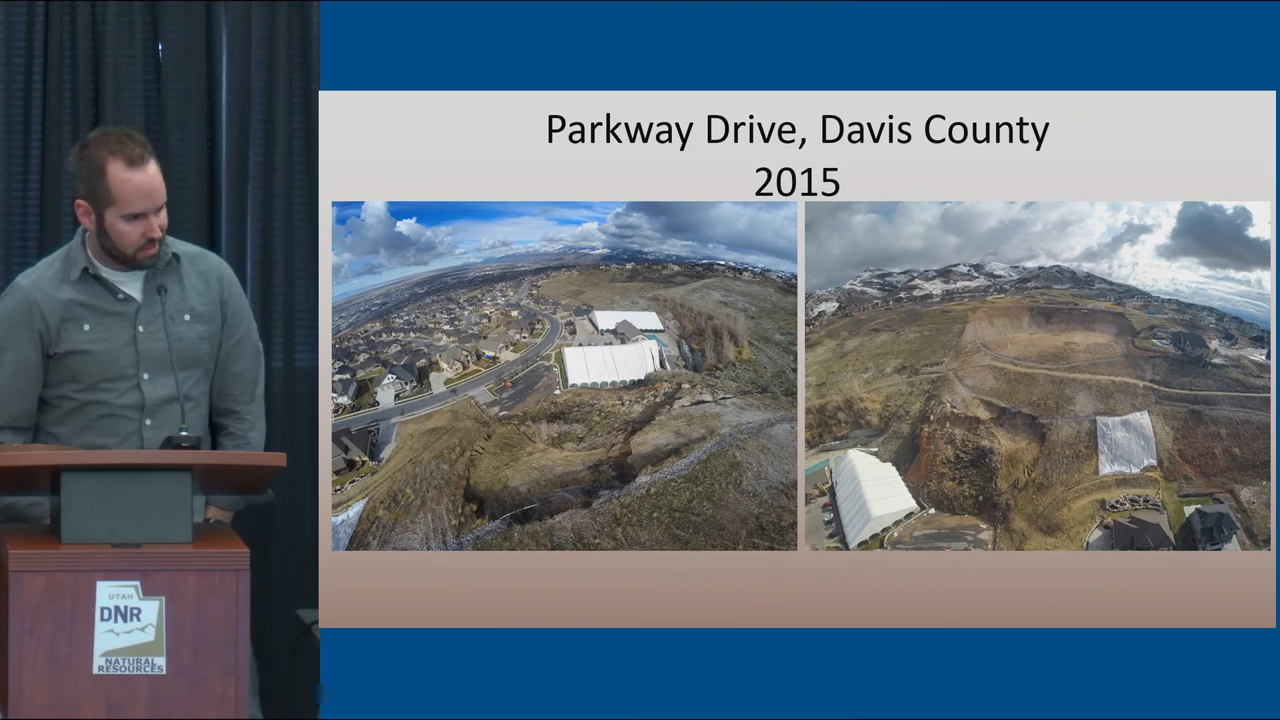 Parkway Drive, Davis County
2015
UTAH
DNR
NATURAL
RESOURCES